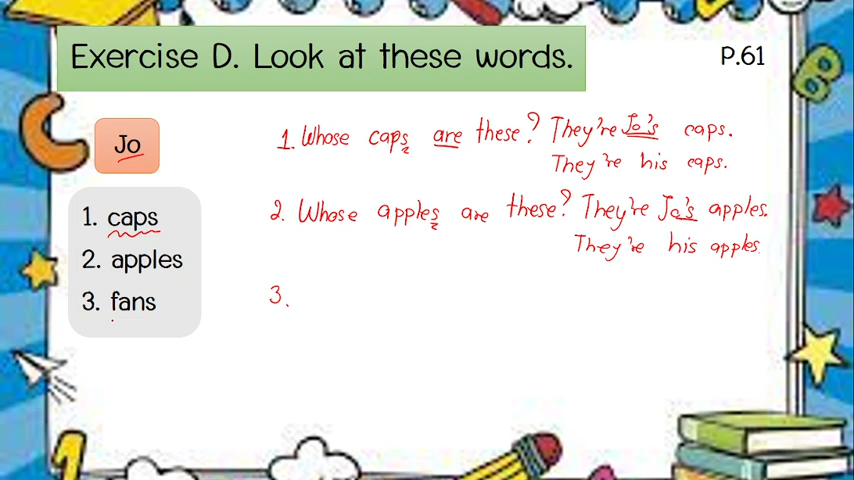 Exercise D. Look at these words.
P.61
Jo
1. caps
2. apples
3. fans
1. Whose caps are these? They're Jo's caps.
They're his caps.
2. Whose apples are these? They're Jo's apples.
They're his apples.
3.